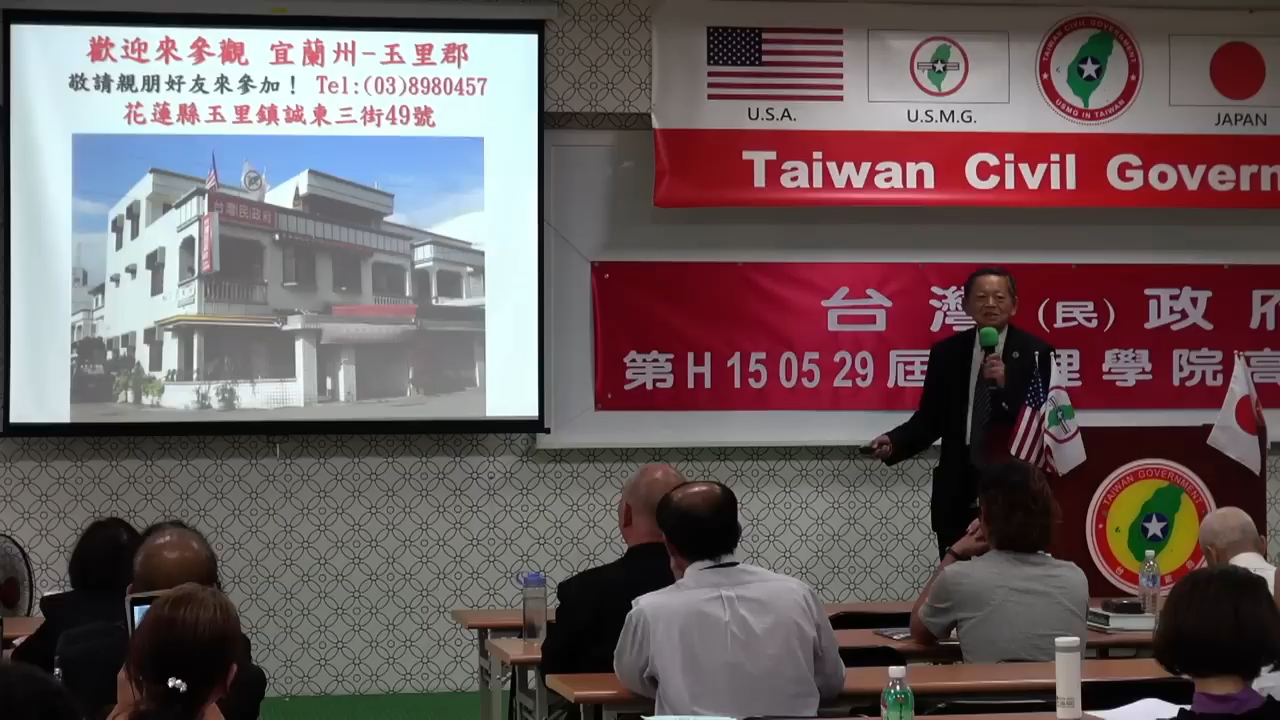 歡迎來參觀 宜蘭州-玉里郡
敬請親朋好友來參加！ Tel:(03)8980457
花蓮縣玉里鎮誠東三街49號
台灣民政府
U.S.A.
U.S.M.G.
TAIWAN CIVIL GOVERNMENT
USMG IN TAIWAN
JAPAN
Taiwan Civil Govern
台灣(民)政府
第H 15 05 29屆 理學院高
TAIWAN GOVERNMENT
台